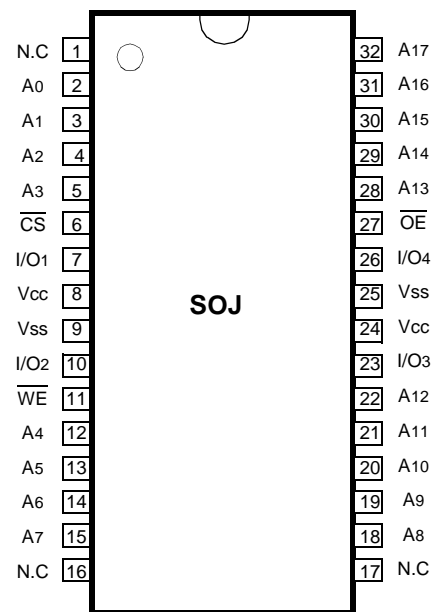 N.C 1 32 A17
A0 2 31 A16
A1 3 30 A15
A2 4 29 A14
A3 5 28 A13
C̅S̅ 6 27 O̅E̅
I/O1 7 26 I/O4
Vcc 8 25 Vss
SOJ
Vss 9 24 Vcc
I/O2 10 23 I/O3
W̅E̅ 11 22 A12
A4 12 21 A11
A5 13 20 A10
A6 14 19 A9
A7 15 18 A8
N.C 16 17 N.C